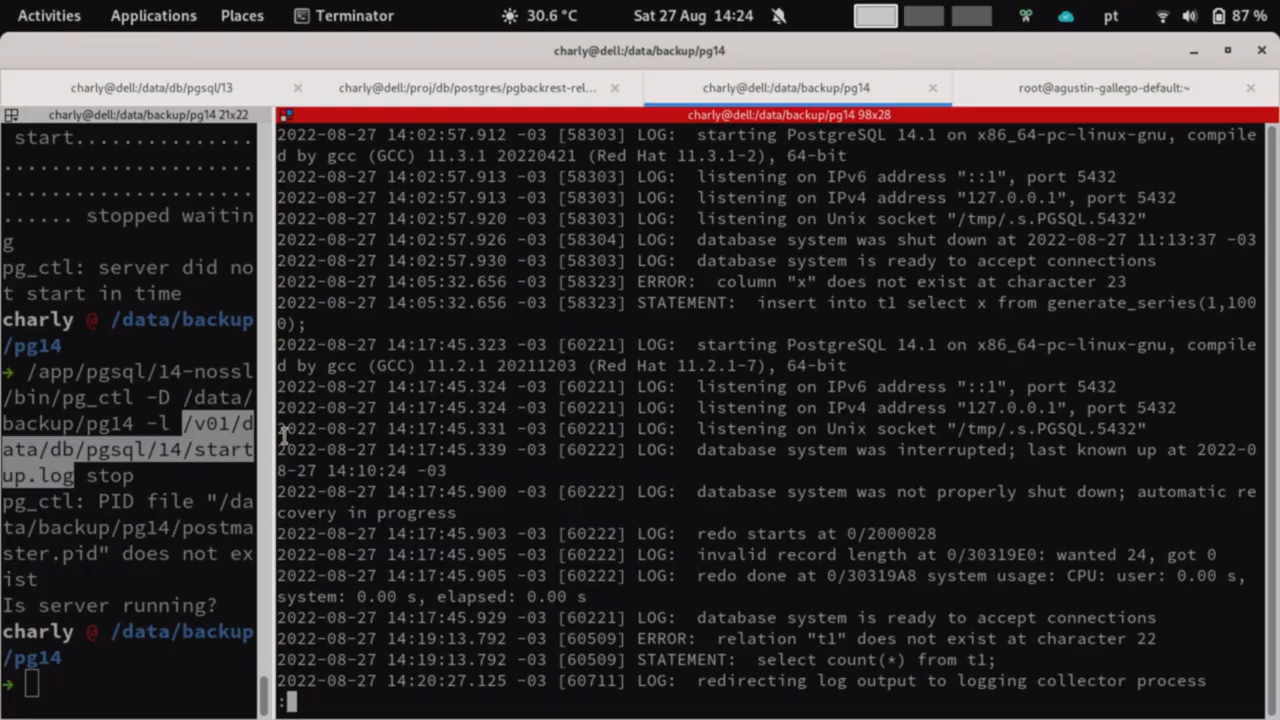 Activities Applications Places Terminator 30.6 °C Sat 27 Aug 14:24 pt 87 %
charly@dell:/data/backup/pg14
charly@dell:/data/db/pgsql/13 × charly@dell:/proj/db/postgres/pgbackrest-rel... × charly@dell:/data/backup/pg14 × root@agustin-gallego-default:~ ×
charly@dell:/data/backup/pg14 21x22
start...............
.....................
.....................
...... stopped waitin
g
pg_ctl: server did no
t start in time
charly @ /data/backup
/pg14
→ /app/pgsql/14-nossl
/bin/pg_ctl -D /data/
backup/pg14 -l /v01/d
ata/db/pgsql/14/start
up.log stop
pg_ctl: PID file "/da
ta/backup/pg14/postma
ster.pid" does not ex
ist
Is server running?
charly @ /data/backup
/pg14
→
charly@dell:/data/backup/pg14 98x28
2022-08-27 14:02:57.912 -03 [58303] LOG:  starting PostgreSQL 14.1 on x86_64-pc-linux-gnu, compile
d by gcc (GCC) 11.3.1 20220421 (Red Hat 11.3.1-2), 64-bit
2022-08-27 14:02:57.913 -03 [58303] LOG:  listening on IPv6 address "::1", port 5432
2022-08-27 14:02:57.913 -03 [58303] LOG:  listening on IPv4 address "127.0.0.1", port 5432
2022-08-27 14:02:57.920 -03 [58303] LOG:  listening on Unix socket "/tmp/.s.PGSQL.5432"
2022-08-27 14:02:57.926 -03 [58304] LOG:  database system was shut down at 2022-08-27 11:13:37 -03
2022-08-27 14:02:57.930 -03 [58303] LOG:  database system is ready to accept connections
2022-08-27 14:05:32.656 -03 [58323] ERROR:  column "x" does not exist at character 23
2022-08-27 14:05:32.656 -03 [58323] STATEMENT:  insert into t1 select x from generate_series(1,100
0);
2022-08-27 14:17:45.323 -03 [60221] LOG:  starting PostgreSQL 14.1 on x86_64-pc-linux-gnu, compile
d by gcc (GCC) 11.2.1 20211203 (Red Hat 11.2.1-7), 64-bit
2022-08-27 14:17:45.324 -03 [60221] LOG:  listening on IPv6 address "::1", port 5432
2022-08-27 14:17:45.324 -03 [60221] LOG:  listening on IPv4 address "127.0.0.1", port 5432
2022-08-27 14:17:45.331 -03 [60221] LOG:  listening on Unix socket "/tmp/.s.PGSQL.5432"
2022-08-27 14:17:45.339 -03 [60222] LOG:  database system was interrupted; last known up at 2022-0
8-27 14:10:24 -03
2022-08-27 14:17:45.900 -03 [60222] LOG:  database system was not properly shut down; automatic re
covery in progress
2022-08-27 14:17:45.903 -03 [60222] LOG:  redo starts at 0/2000028
2022-08-27 14:17:45.905 -03 [60222] LOG:  invalid record length at 0/30319E0: wanted 24, got 0
2022-08-27 14:17:45.905 -03 [60222] LOG:  redo done at 0/30319A8 system usage: CPU: user: 0.00 s,
system: 0.00 s, elapsed: 0.00 s
2022-08-27 14:17:45.929 -03 [60221] LOG:  database system is ready to accept connections
2022-08-27 14:19:13.792 -03 [60509] ERROR:  relation "t1" does not exist at character 22
2022-08-27 14:19:13.792 -03 [60509] STATEMENT:  select count(*) from t1;
2022-08-27 14:20:27.125 -03 [60711] LOG:  redirecting log output to logging collector process
: